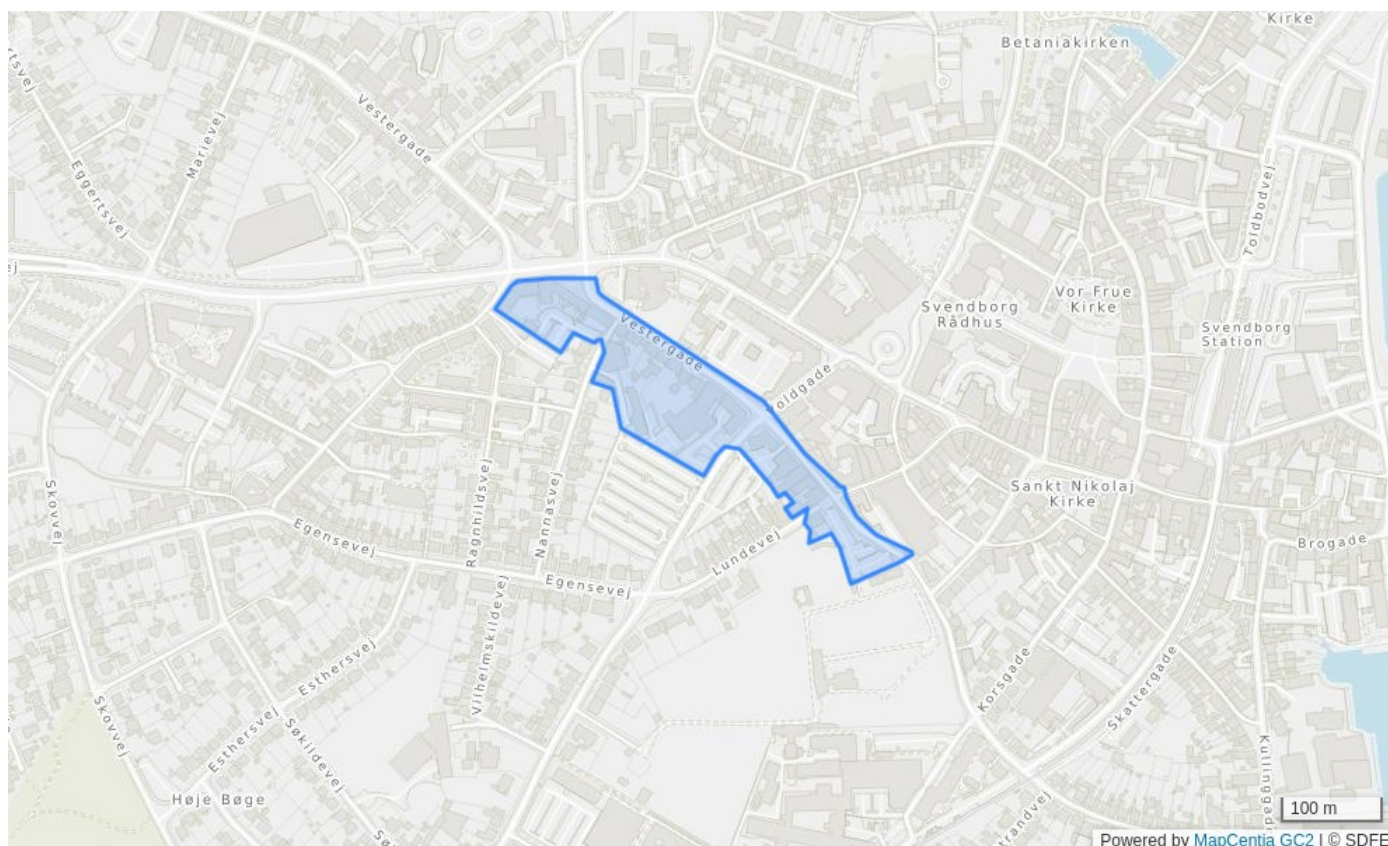 Kirke
Betaniakirken
Vestergade
Marievej
Eggertsvej
Toldbodvej
Vor Frue
Kirke
Svendborg
Rådhus
Svendborg
Station
Vestergade
Sankt Nikolaj
Kirke
Skovvej
Ragnhildsvej
Nannasvej
Egensevej
Lundevej
Egensevej
Brogade
Vilhelmskildevej
Esthersvej
Korsgade
Skattergade
Skovvej
Esthersvej
Søkildevej
Høje Bøge
100 m
Powered by MapCentia GC2 | © SDFE